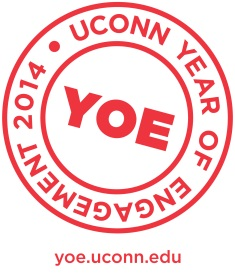 UCONN YEAR OF ENGAGEMENT 2014 •
YOE
yoe.uconn.edu